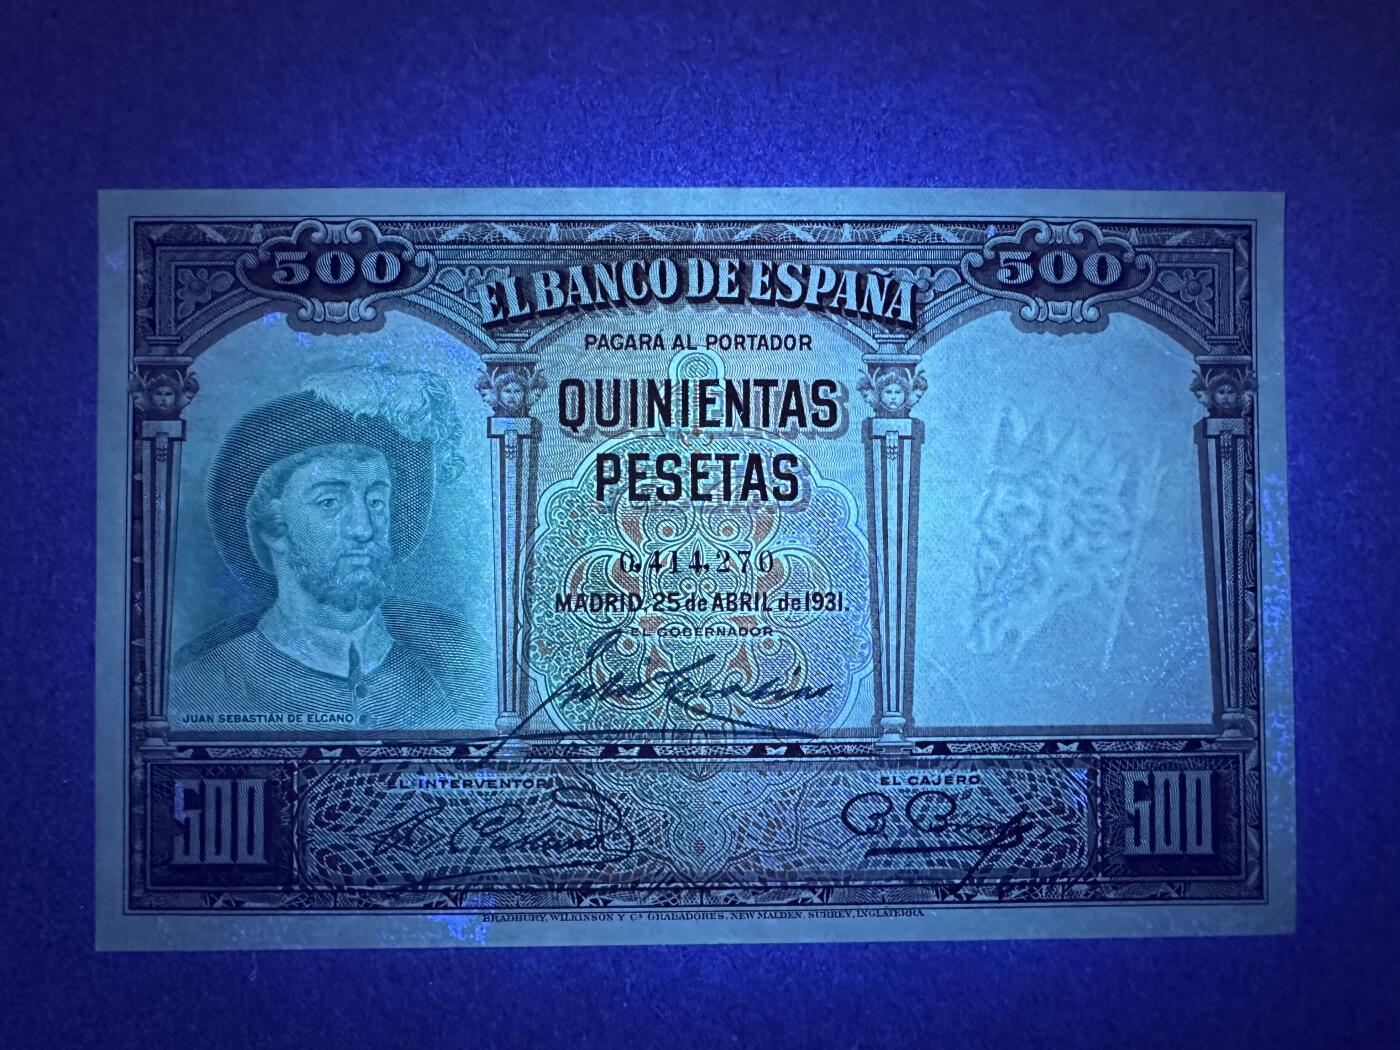 500
500
EL BANCO DE ESPAÑA
PAGARÁ AL PORTADOR
QUINIENTAS
PESETAS
0,414,270
MADRID, 25 de ABRIL de 1931.
EL GOBERNADOR
JUAN SEBASTIÁN DE ELCANO
EL INTERVENTOR
EL CAJERO
500
500
BRADBURY, WILKINSON Y Cª GRABADORES, NEW MALDEN, SURREY, INGLATERRA